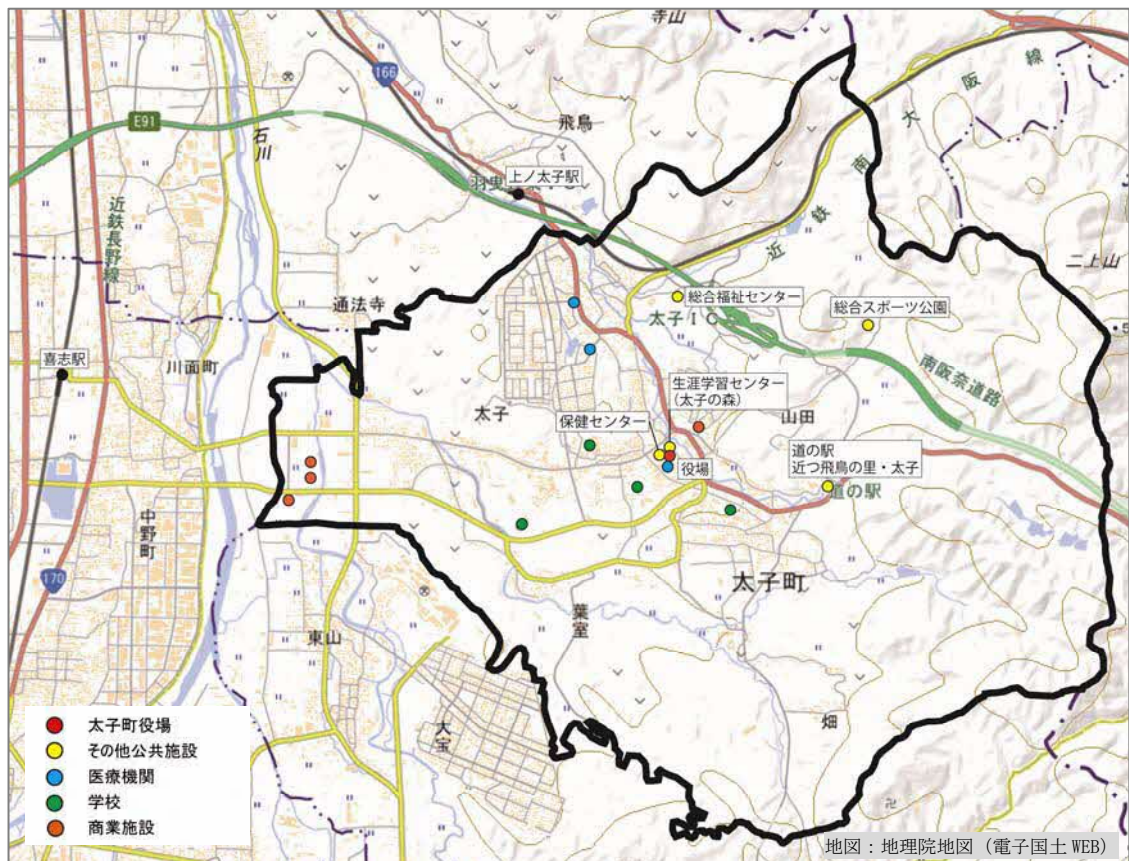 寺山
166
飛鳥
E91
石川
上ノ太子駅
南
大
阪
線
近
鉄
二上山
近鉄長野線
通法寺
総合福祉センター
太子IC
総合スポーツ公園
喜志駅
川面町
南阪奈道路
生涯学習センター
(太子の森)
太子
保健センター
山田
役場
道の駅
近つ飛鳥の里・太子
道の駅
中野町
170
太子町
葉室
東山
大宝
畑
太子町役場
その他公共施設
医療機関
学校
商業施設
地図：地理院地図（電子国土WEB）